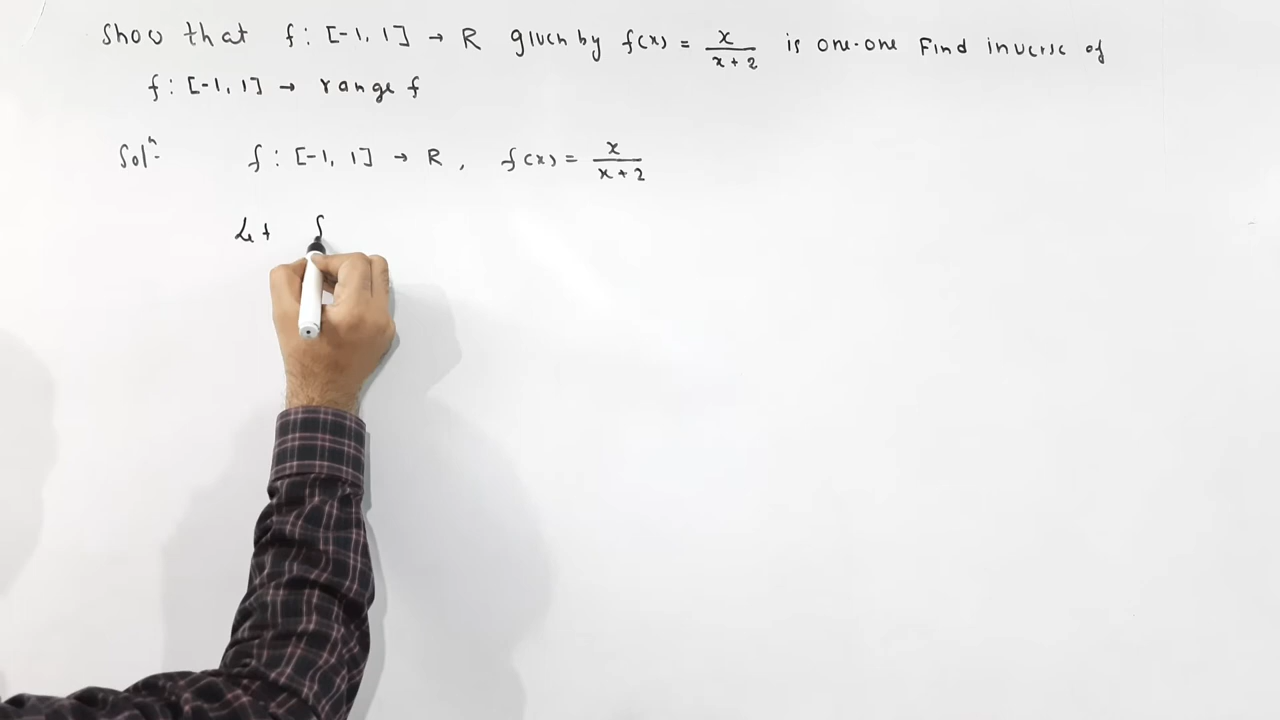 Show that f : [-1, 1] → R given by f(x) = x/(x + 2) is one-one Find inverse of
f : [-1, 1] → range f
Solⁿ- f : [-1, 1] → R , f(x) = x/(x + 2)
Let f